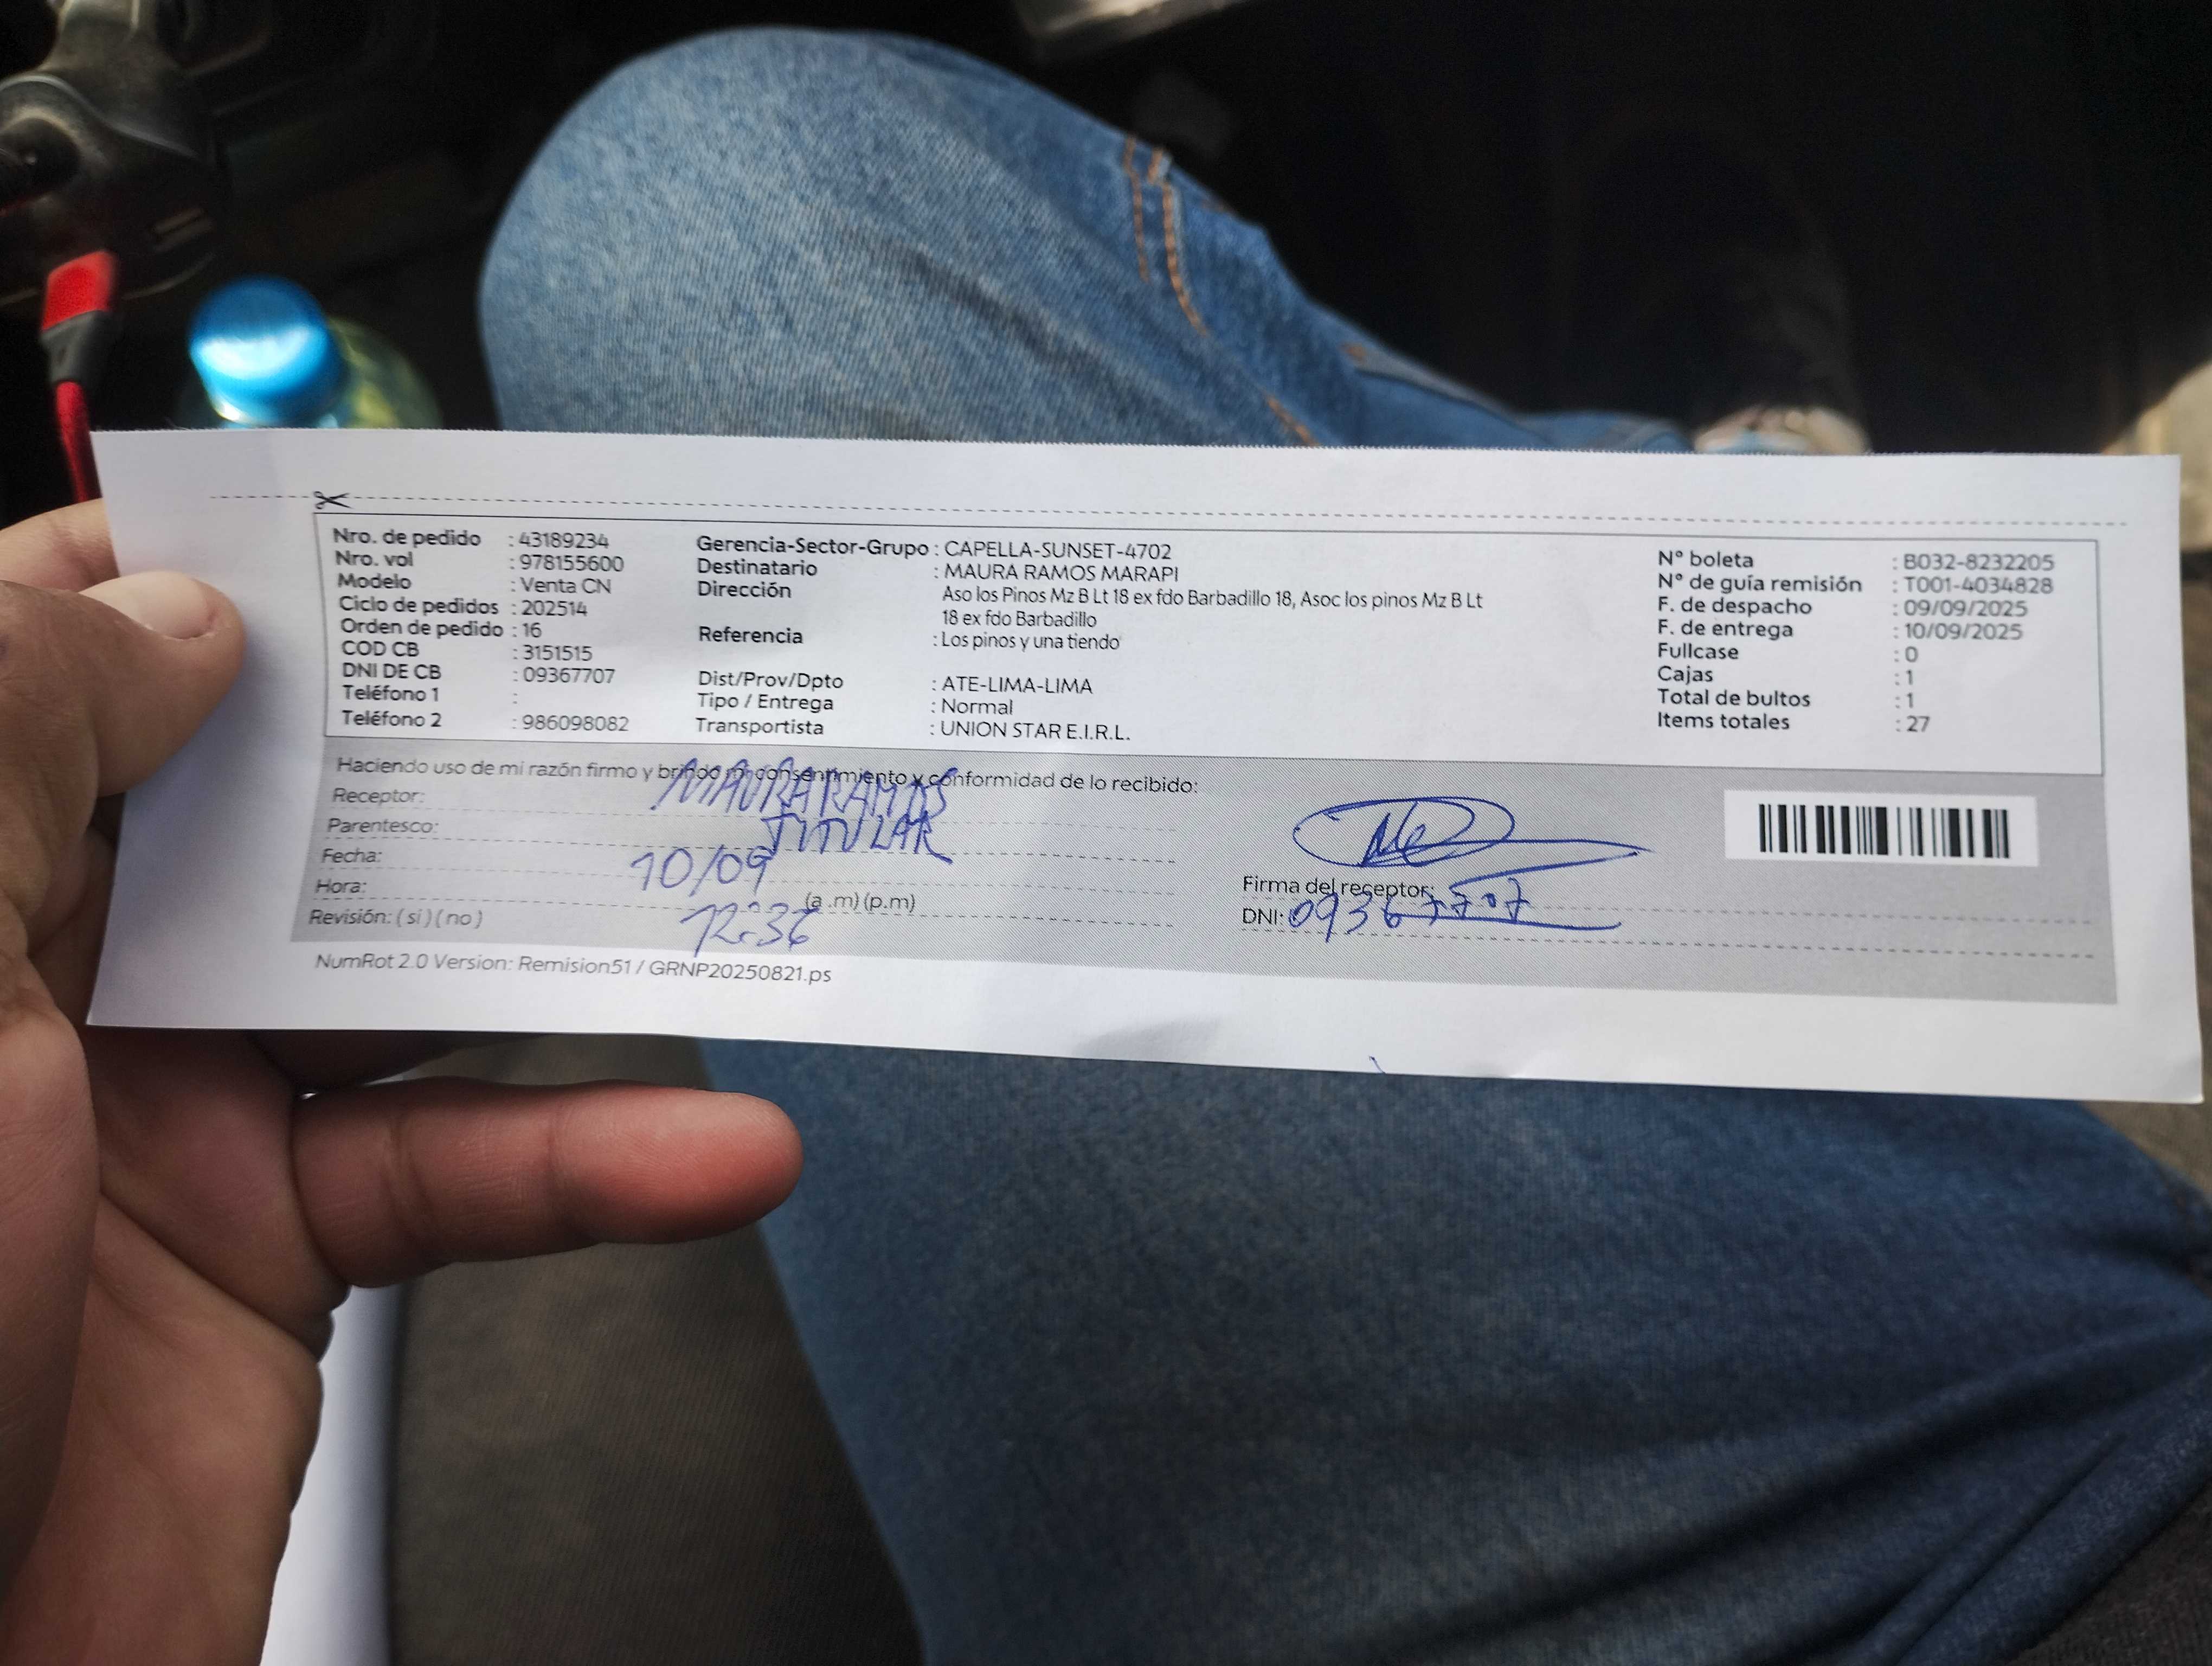 Nro. de pedido : 43189234
Nro. vol : 978155600
Modelo : Venta CN
Ciclo de pedidos : 202514
Orden de pedido : 16
COD CB : 3151515
DNI DE CB : 09367707
Teléfono 1 :
Teléfono 2 : 986098082
Gerencia-Sector-Grupo : CAPELLA-SUNSET-4702
Destinatario : MAURA RAMOS MARAPI
Dirección
Aso los Pinos Mz B Lt 18 ex fdo Barbadillo 18, Asoc los pinos Mz B Lt
18 ex fdo Barbadillo
Referencia : Los pinos y una tiendo
Dist/Prov/Dpto : ATE-LIMA-LIMA
Tipo / Entrega : Normal
Transportista : UNION STAR E.I.R.L.
N° boleta : B032-8232205
N° de guía remisión : T001-4034828
F. de despacho : 09/09/2025
F. de entrega : 10/09/2025
Fullcase : 0
Cajas : 1
Total de bultos : 1
Items totales : 27
Haciendo uso de mi razón firmo y brindo mi consentimiento y conformidad de lo recibido:
Receptor: MAURA RAMOS
Parentesco: TITULAR
Fecha: 10/09
Hora: 12:36 (a .m) (p.m)
Revisión: ( si ) ( no )
Firma del receptor:
DNI: 09367707
NumRot 2.0 Version: Remision51 / GRNP20250821.ps